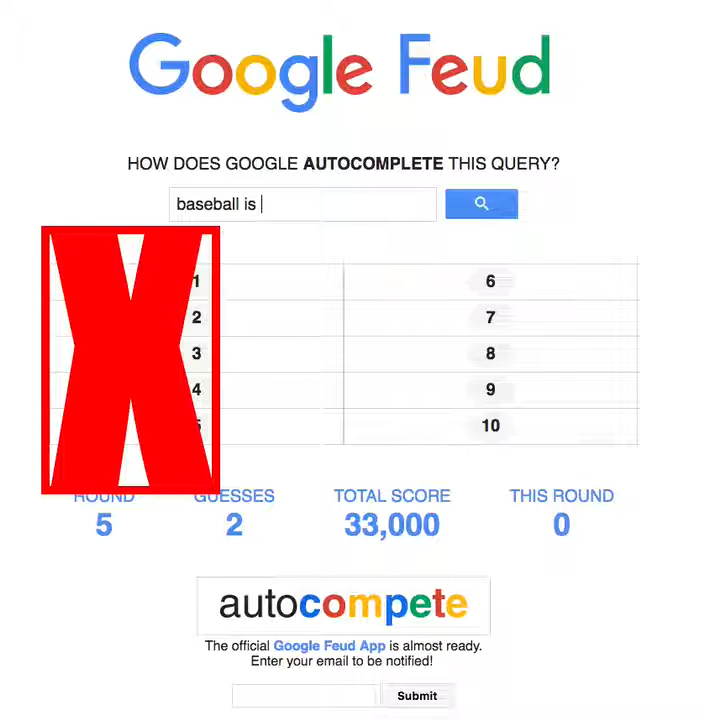 Google Feud
HOW DOES GOOGLE AUTOCOMPLETE THIS QUERY?
baseball is
X
1 6
2 7
3 8
4 9
5 10
ROUND GUESSES TOTAL SCORE THIS ROUND
5 2 33,000 0
autocompete
The official Google Feud App is almost ready.
Enter your email to be notified!
Submit